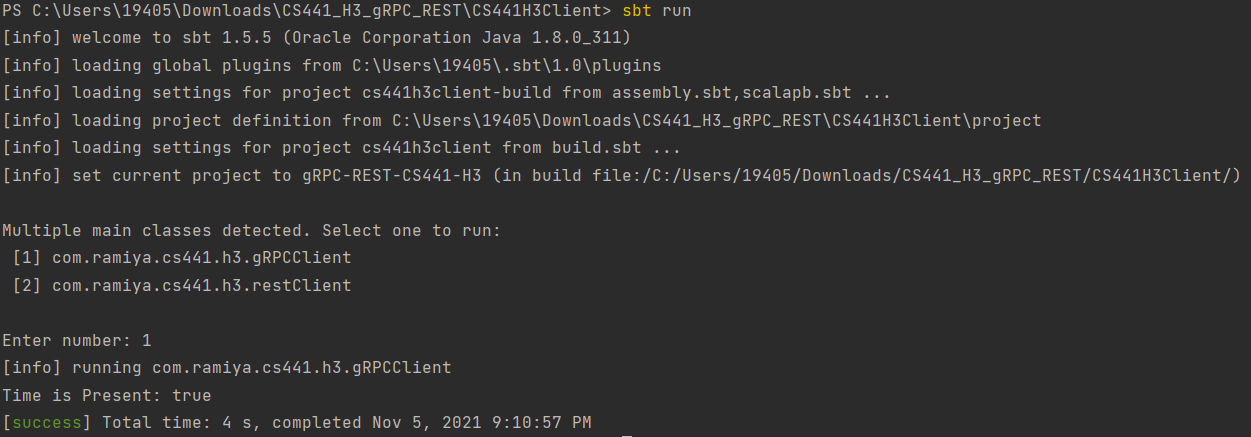 PS C:\Users\19405\Downloads\CS441_H3_gRPC_REST\CS441H3Client> sbt run
[info] welcome to sbt 1.5.5 (Oracle Corporation Java 1.8.0_311)
[info] loading global plugins from C:\Users\19405\.sbt\1.0\plugins
[info] loading settings for project cs441h3client-build from assembly.sbt,scalapb.sbt ...
[info] loading project definition from C:\Users\19405\Downloads\CS441_H3_gRPC_REST\CS441H3Client\project
[info] loading settings for project cs441h3client from build.sbt ...
[info] set current project to gRPC-REST-CS441-H3 (in build file:/C:/Users/19405/Downloads/CS441_H3_gRPC_REST/CS441H3Client/)
Multiple main classes detected. Select one to run:
[1] com.ramiya.cs441.h3.gRPCClient
[2] com.ramiya.cs441.h3.restClient
Enter number: 1
[info] running com.ramiya.cs441.h3.gRPCClient
Time is Present: true
[success] Total time: 4 s, completed Nov 5, 2021 9:10:57 PM